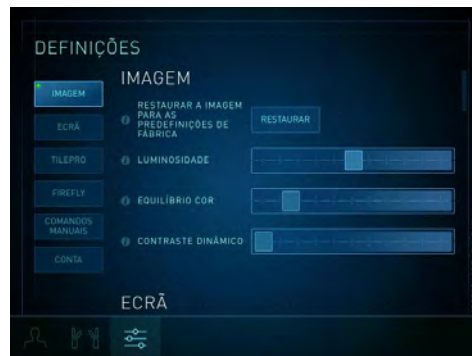 DEFINIÇÕES
IMAGEM
IMAGEM
RESTAURAR A IMAGEM
PARA AS
PREDEFINIÇÕES DE
FÁBRICA
RESTAURAR
ECRÃ
TILEPRO
LUMINOSIDADE
FIREFLY
EQUILÍBRIO COR
COMANDOS
MANUAIS
CONTRASTE DINÂMICO
CONTA
ECRÃ